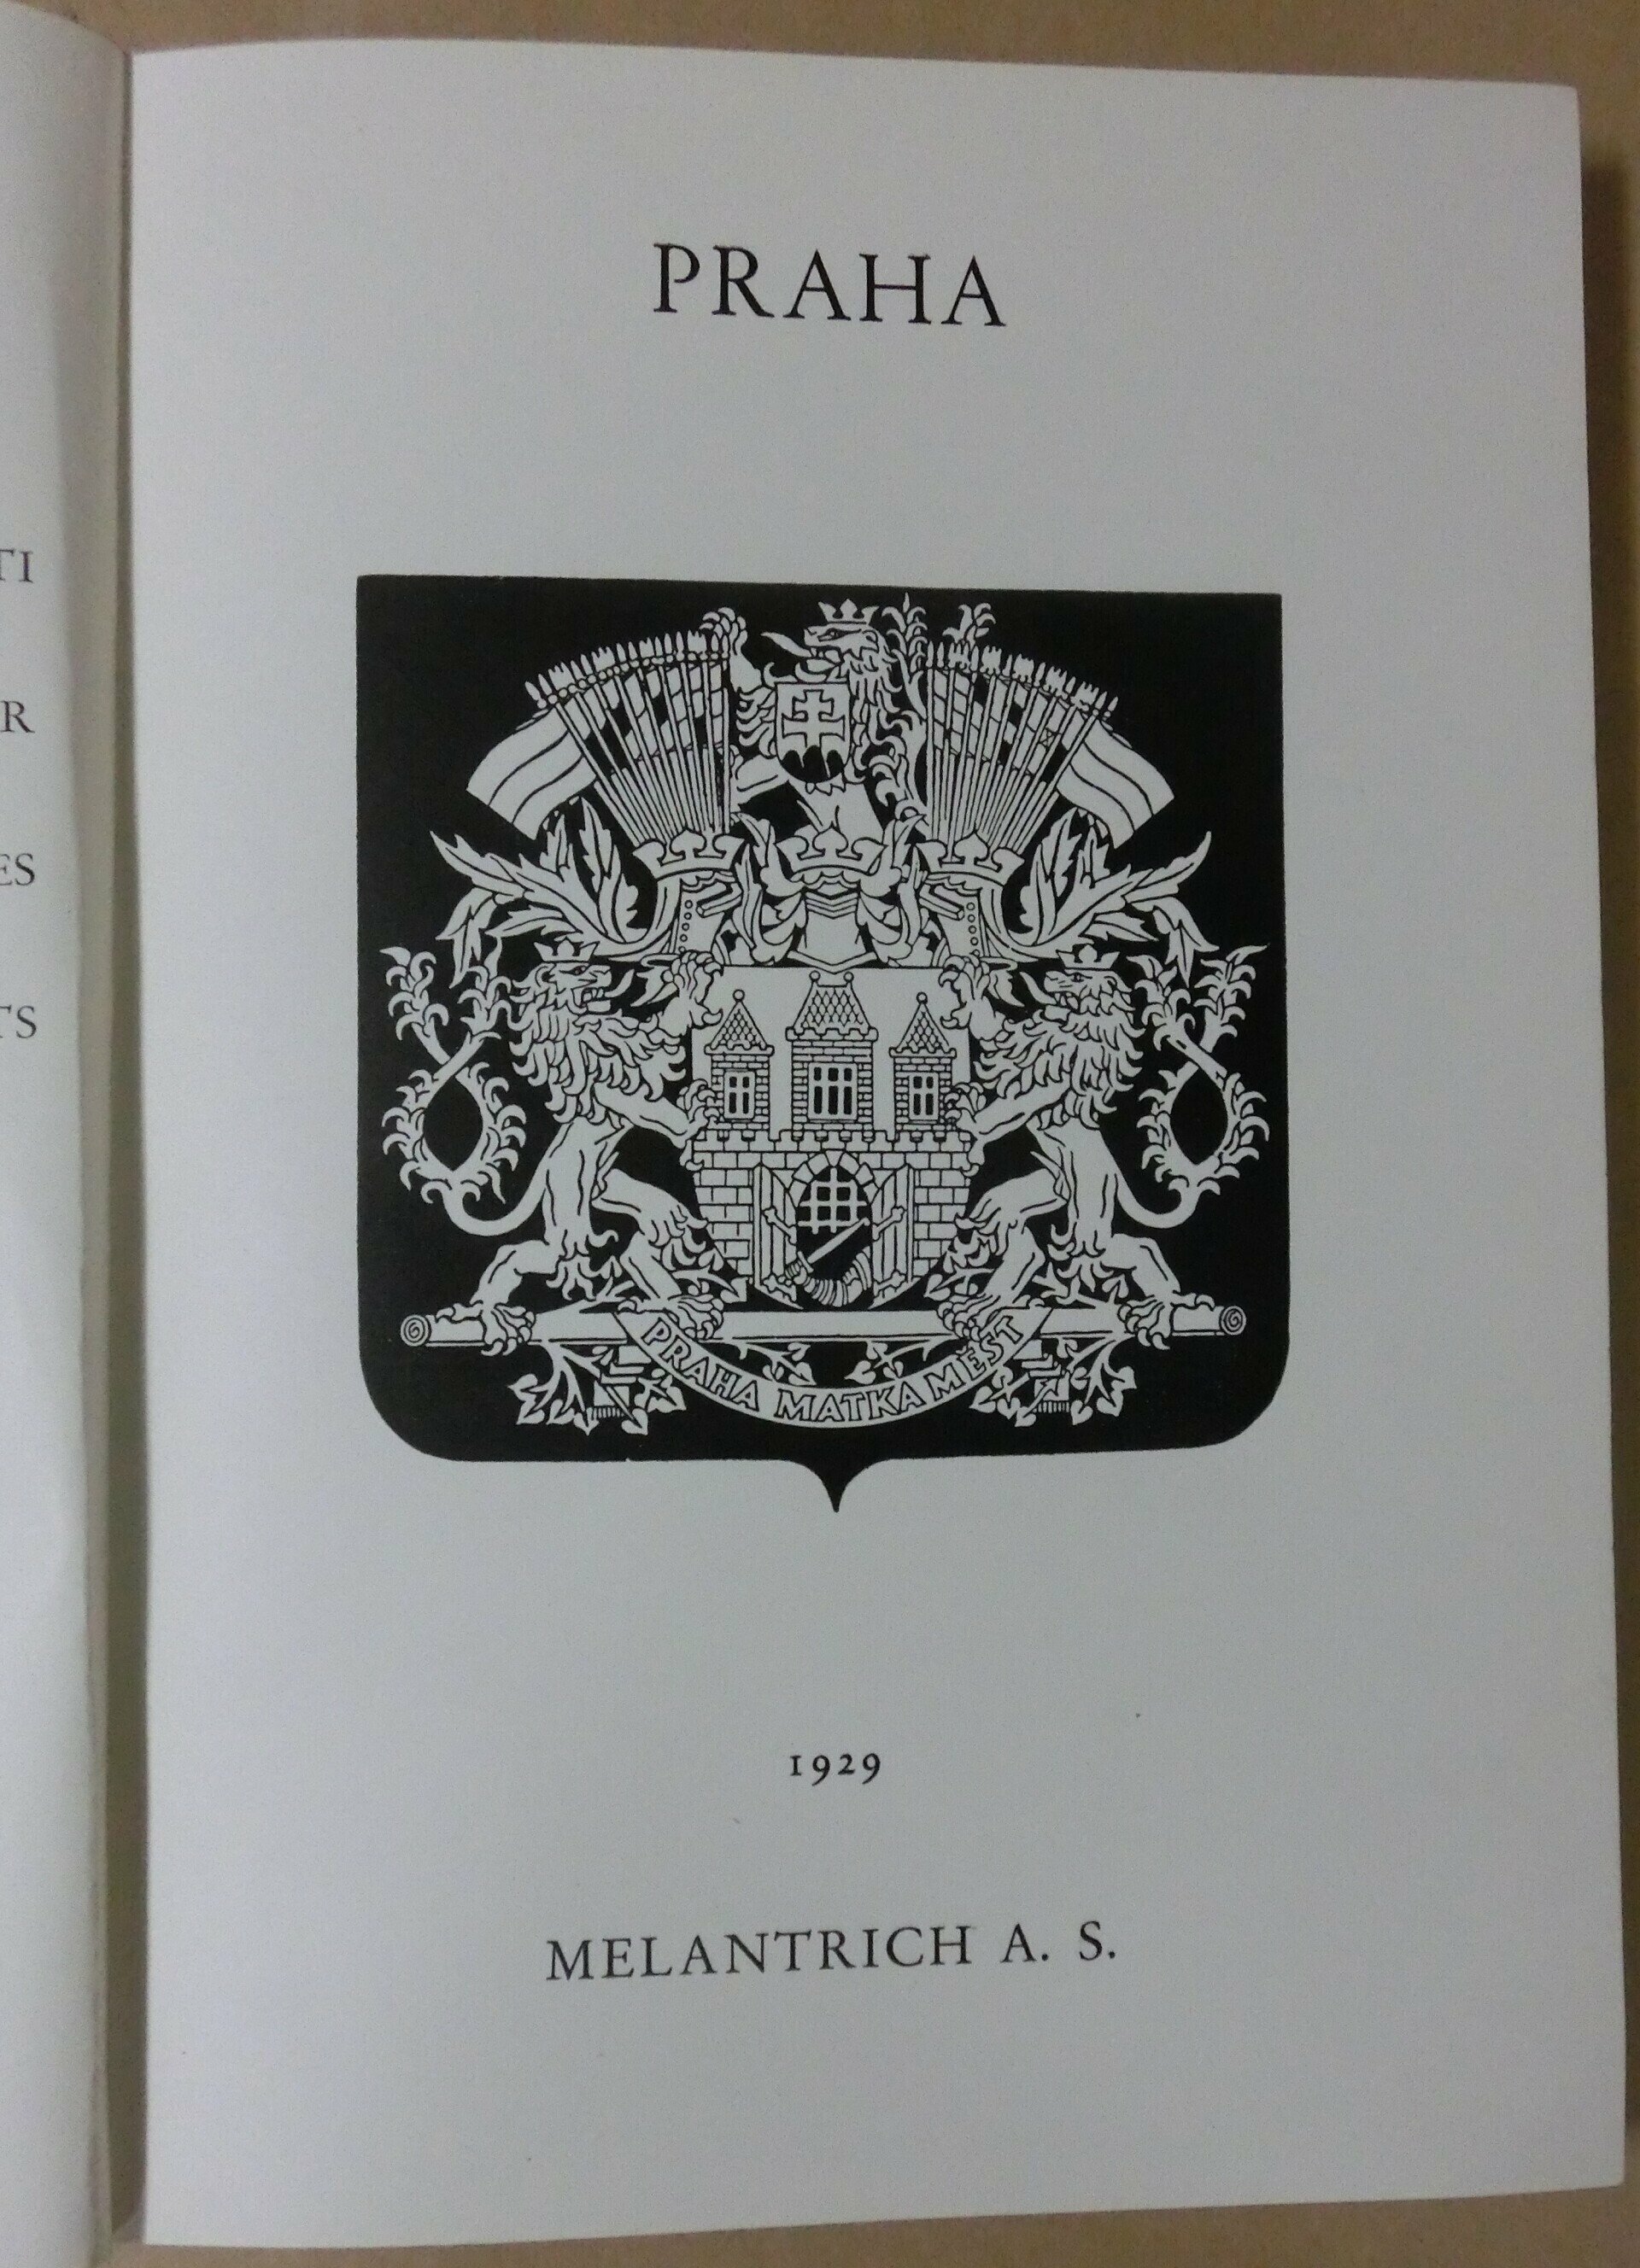 TI
R
ES
TS
PRAHA
PRAHA MATKA MĚST
1929
MELANTRICH A. S.